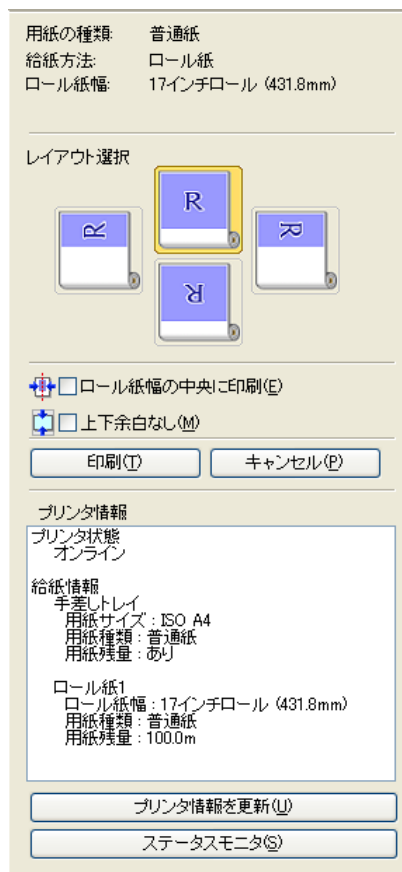 用紙の種類: 普通紙
給紙方法: ロール紙
ロール紙幅: 17インチロール (431.8mm)
レイアウト選択
R
R R
R
ロール紙幅の中央に印刷(E)
上下余白なし(M)
印刷(T) キャンセル(P)
プリンタ情報
プリンタ状態
オンライン
給紙情報
手差しトレイ
用紙サイズ : ISO A4
用紙種類 : 普通紙
用紙残量 : あり
ロール紙1
ロール紙幅 : 17インチロール (431.8mm)
用紙種類 : 普通紙
用紙残量 : 100.0m
プリンタ情報を更新(U)
ステータスモニタ(S)